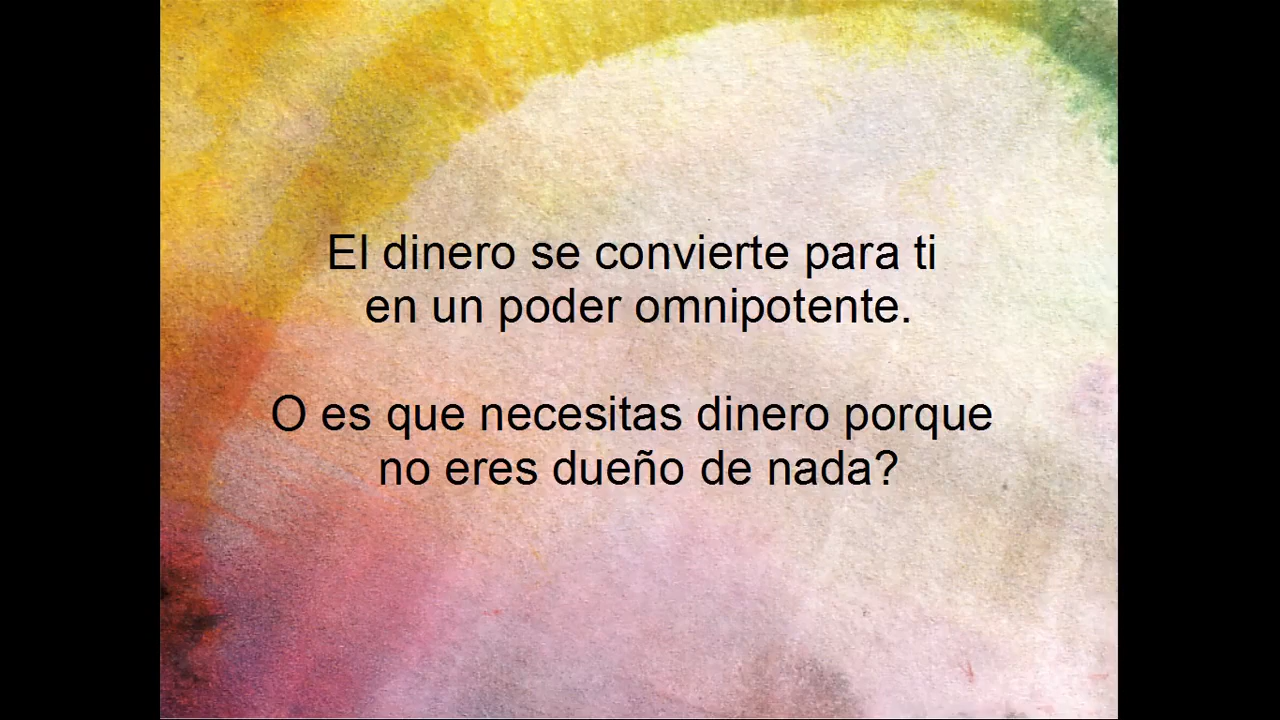 El dinero se convierte para ti
en un poder omnipotente.
O es que necesitas dinero porque
no eres dueño de nada?